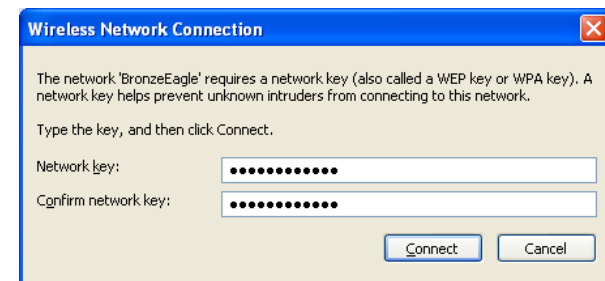 Wireless Network Connection
The network 'BronzeEagle' requires a network key (also called a WEP key or WPA key). A
network key helps prevent unknown intruders from connecting to this network.
Type the key, and then click Connect.
Network key: ●●●●●●●●●●●●
Confirm network key: ●●●●●●●●●●●●
Connect Cancel